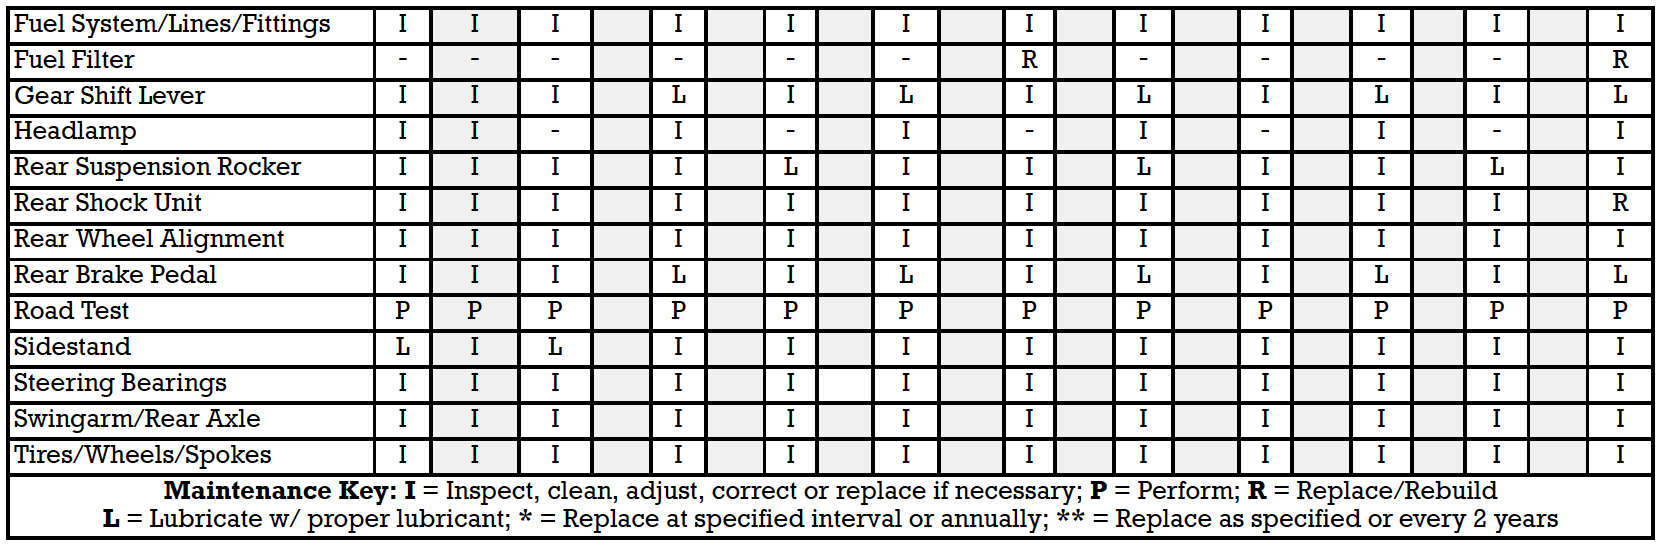 Fuel System/Lines/Fittings I I I I I I I I I I I I
Fuel Filter - - - - - - R - - - - R
Gear Shift Lever I I I L I L I L I L I L
Headlamp I I - I - I - I - I - I
Rear Suspension Rocker I I I I L I I L I I L I
Rear Shock Unit I I I I I I I I I I I R
Rear Wheel Alignment I I I I I I I I I I I I
Rear Brake Pedal I I I L I L I L I L I L
Road Test P P P P P P P P P P P P
Sidestand L I L I I I I I I I I I
Steering Bearings I I I I I I I I I I I I
Swingarm/Rear Axle I I I I I I I I I I I I
Tires/Wheels/Spokes I I I I I I I I I I I I
Maintenance Key: I = Inspect, clean, adjust, correct or replace if necessary; P = Perform; R = Replace/Rebuild
L = Lubricate w/ proper lubricant; * = Replace at specified interval or annually; ** = Replace as specified or every 2 years